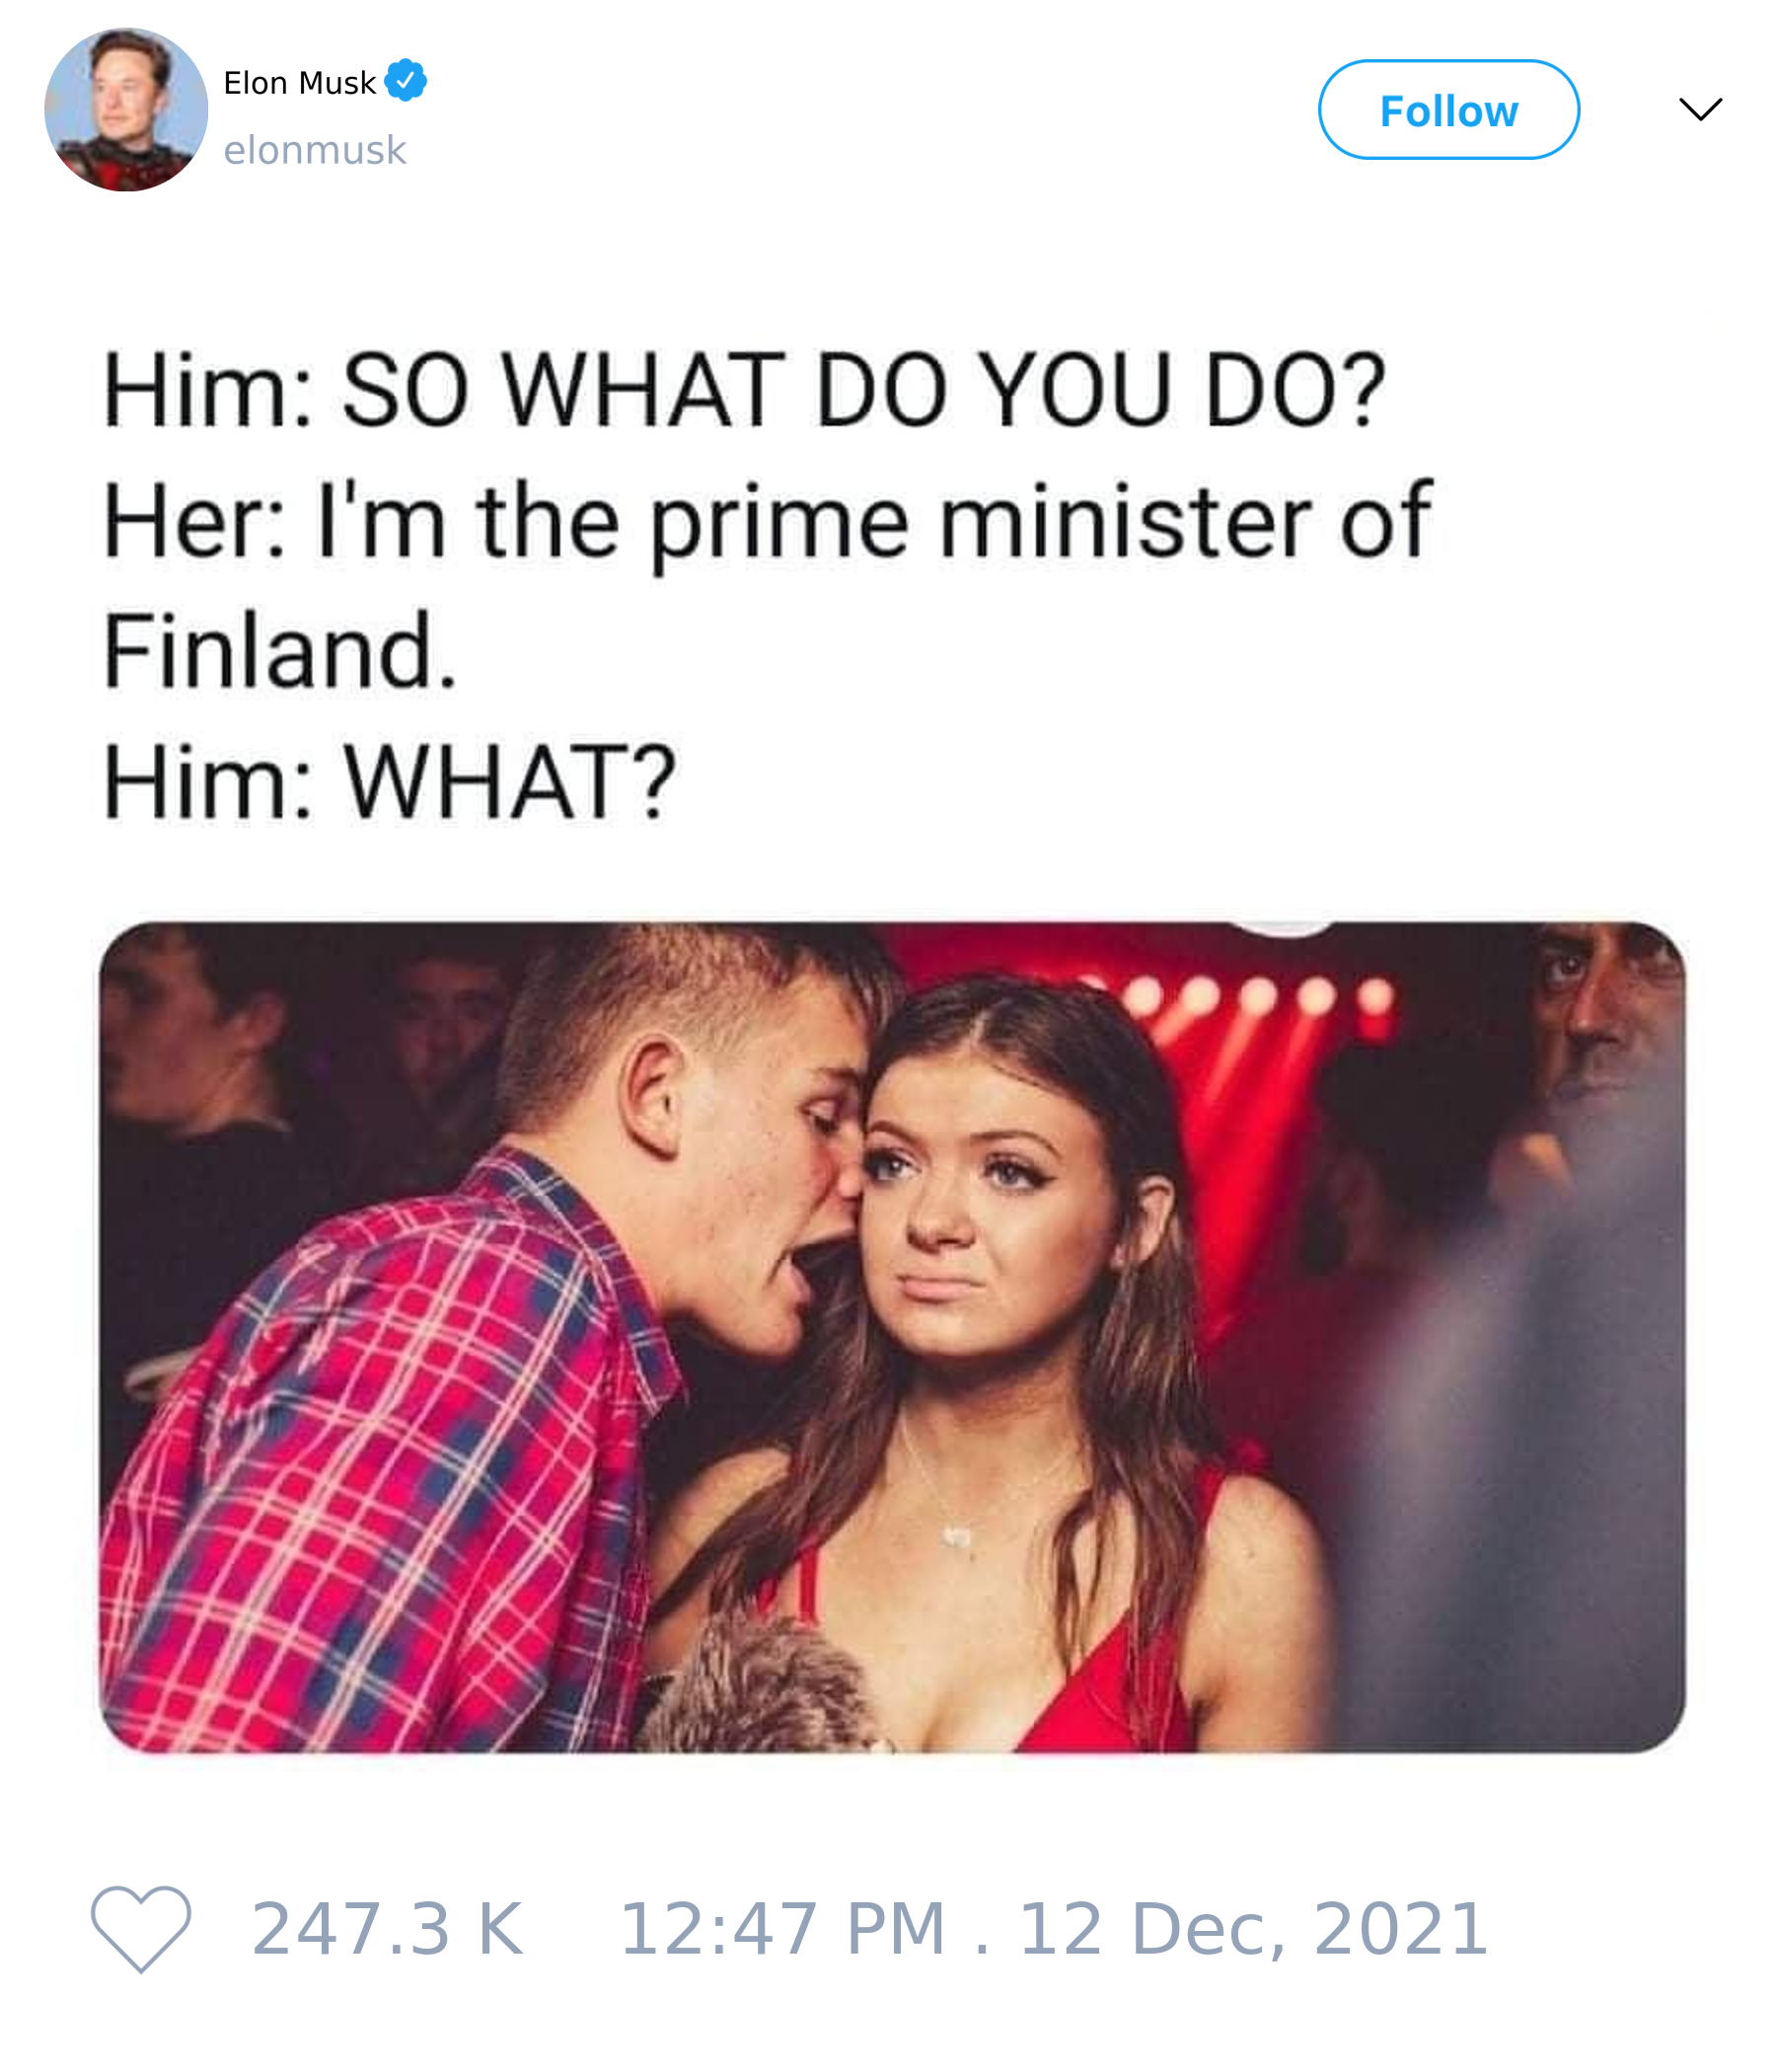 Elon Musk
elonmusk
Follow
Him: SO WHAT DO YOU DO?
Her: I'm the prime minister of
Finland.
Him: WHAT?
247.3 K 12:47 PM . 12 Dec, 2021